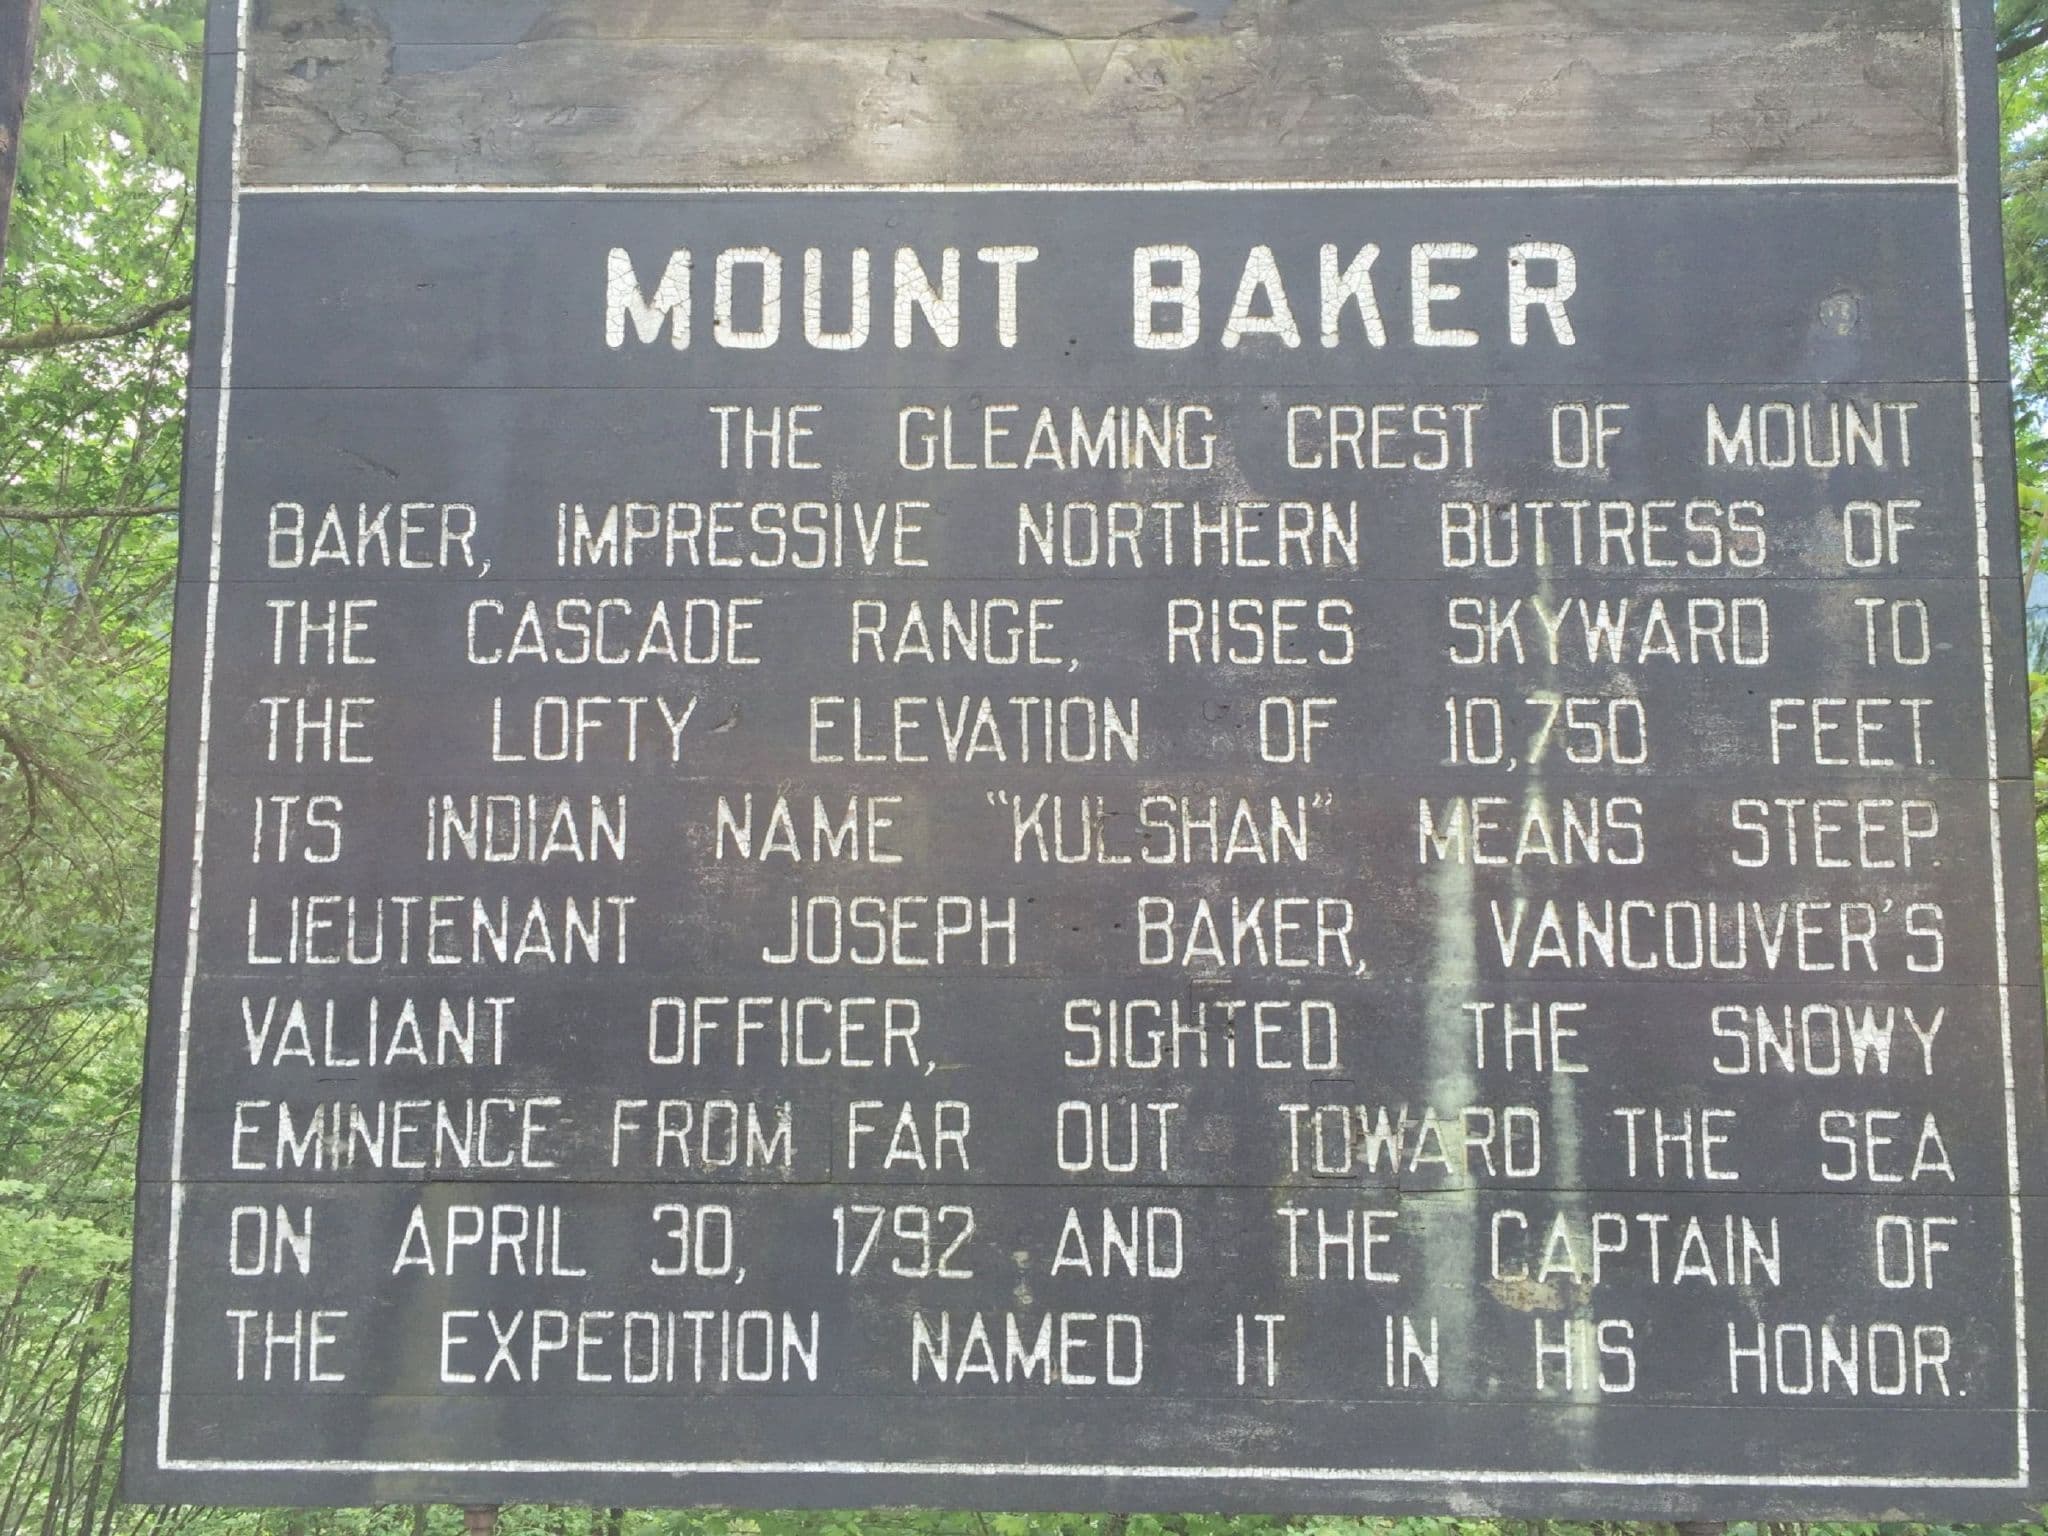 MOUNT BAKER
THE GLEAMING CREST OF MOUNT
BAKER, IMPRESSIVE NORTHERN BUTTRESS OF
THE CASCADE RANGE, RISES SKYWARD TO
THE LOFTY ELEVATION OF 10,750 FEET.
ITS INDIAN NAME "KULSHAN" MEANS STEEP.
LIEUTENANT JOSEPH BAKER, VANCOUVER'S
VALIANT OFFICER, SIGHTED THE SNOWY
EMINENCE FROM FAR OUT TOWARD THE SEA
ON APRIL 30, 1792 AND THE CAPTAIN OF
THE EXPEDITION NAMED IT IN HIS HONOR.